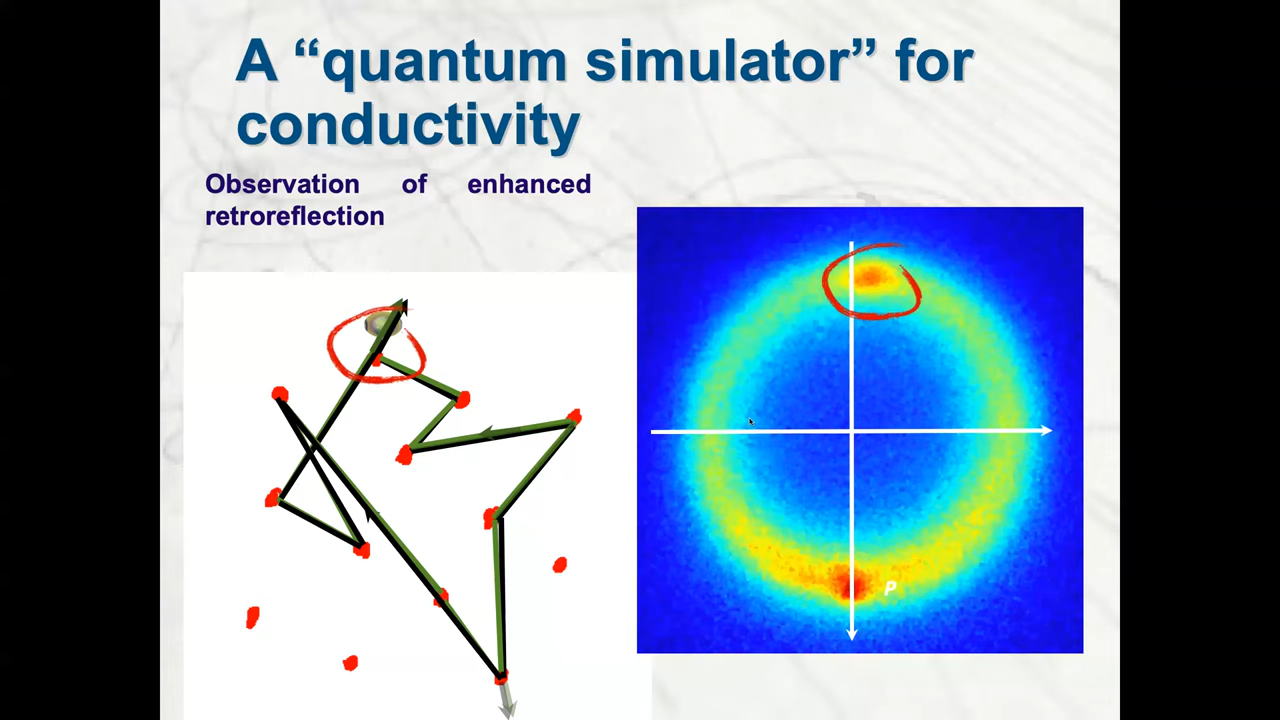 A “quantum simulator” for
conductivity
Observation of enhanced
retroreflection
P